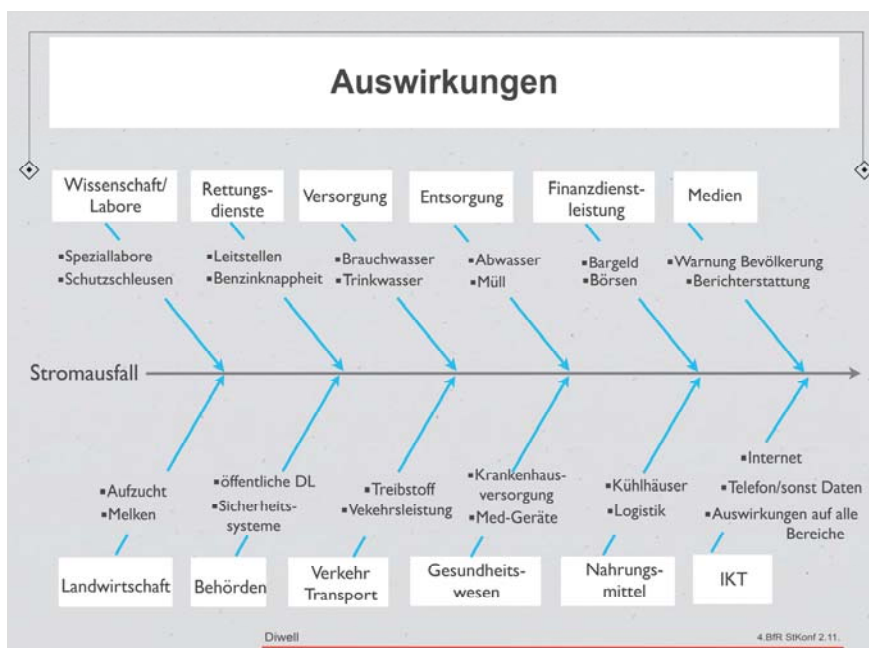 Auswirkungen
Wissenschaft/
Labore
Rettungs-
dienste
Versorgung
Entsorgung
Finanzdienst-
leistung
Medien
▪Speziallabore
▪Schutzschleusen
▪Leitstellen
▪Benzinknappheit
▪Brauchwasser
▪Trinkwasser
▪Abwasser
▪Müll
▪Bargeld
▪Börsen
▪Warnung Bevölkerung
▪Berichterstattung
Stromausfall
▪Aufzucht
▪Melken
▪öffentliche DL
▪Sicherheits-
systeme
▪Treibstoff
▪Vekehrsleistung
▪Krankenhaus-
versorgung
▪Med-Geräte
▪Kühlhäuser
▪Logistik
▪Internet
▪Telefon/sonst Daten
▪Auswirkungen auf alle
Bereiche
Landwirtschaft
Behörden
Verkehr
Transport
Gesundheits-
wesen
Nahrungs-
mittel
IKT
Diwell
4.BfR StKonf 2.11.